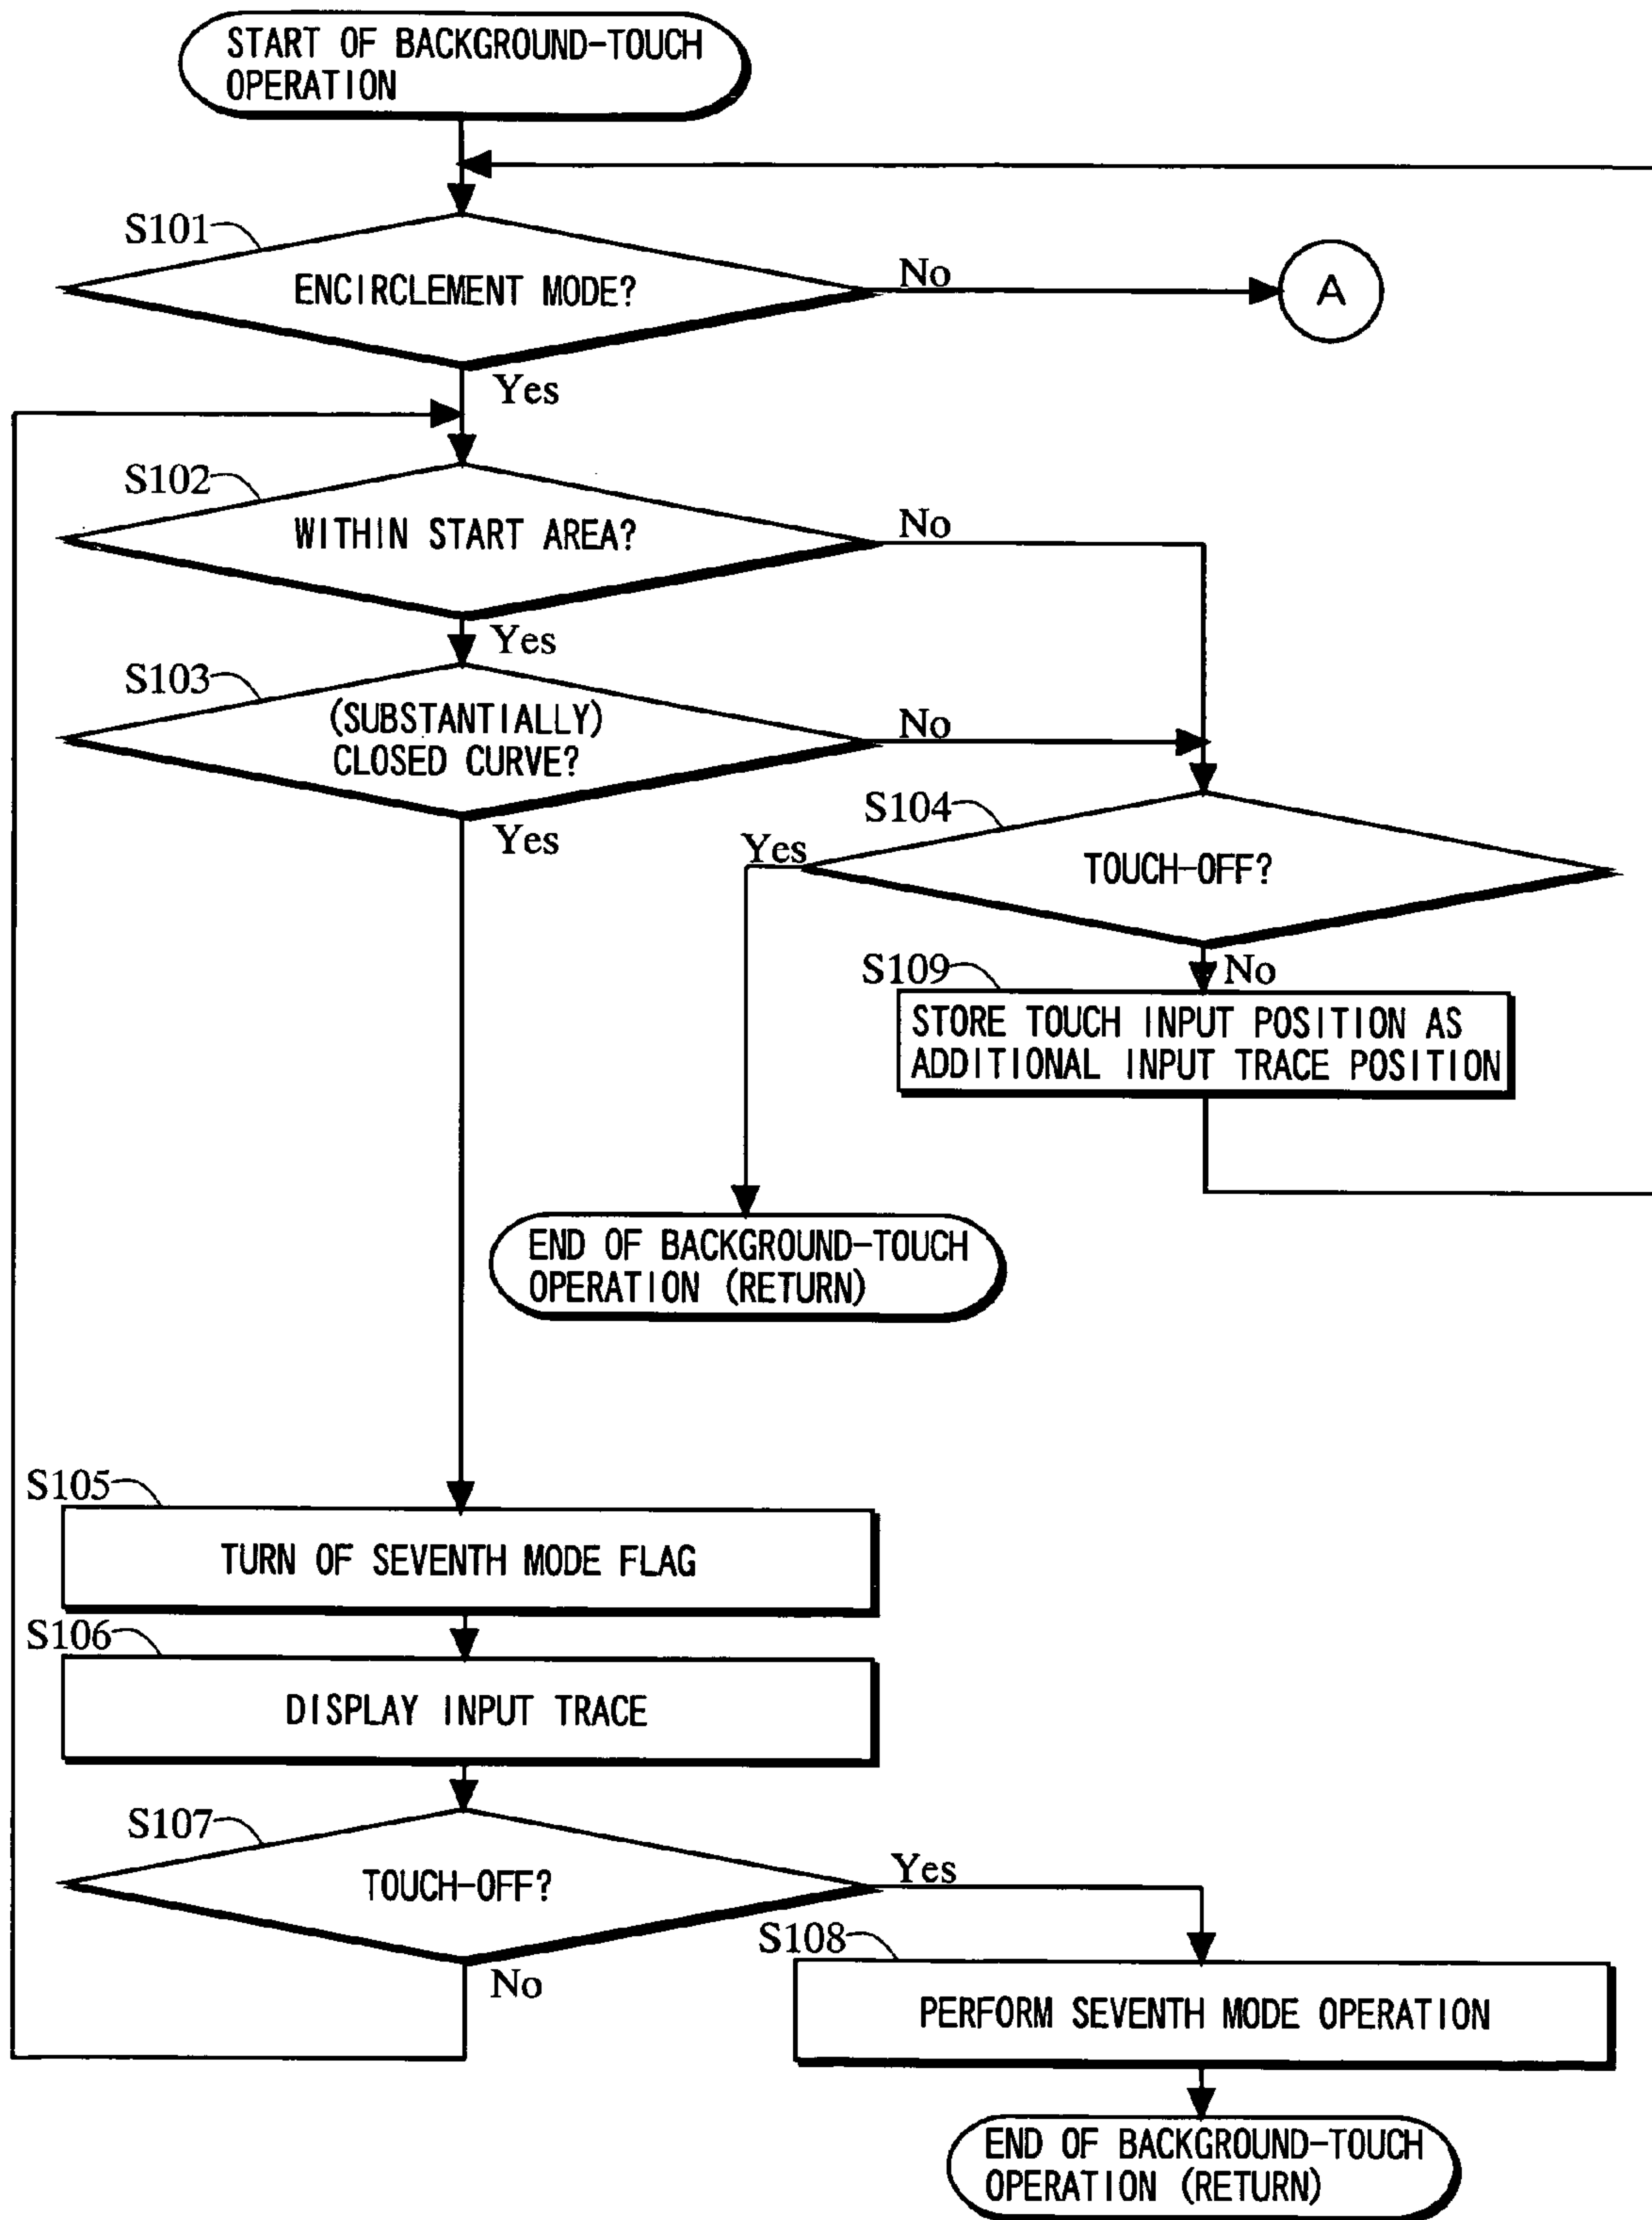 START OF BACKGROUND-TOUCH
OPERATION
S101
ENCIRCLEMENT MODE?
No
A
Yes
S102
WITHIN START AREA?
No
Yes
S103
(SUBSTANTIALLY)
CLOSED CURVE?
No
Yes
S104
TOUCH-OFF?
Yes
No
S109
STORE TOUCH INPUT POSITION AS
ADDITIONAL INPUT TRACE POSITION
END OF BACKGROUND-TOUCH
OPERATION (RETURN)
S105
TURN OF SEVENTH MODE FLAG
S106
DISPLAY INPUT TRACE
S107
TOUCH-OFF?
Yes
No
S108
PERFORM SEVENTH MODE OPERATION
END OF BACKGROUND-TOUCH
OPERATION (RETURN)